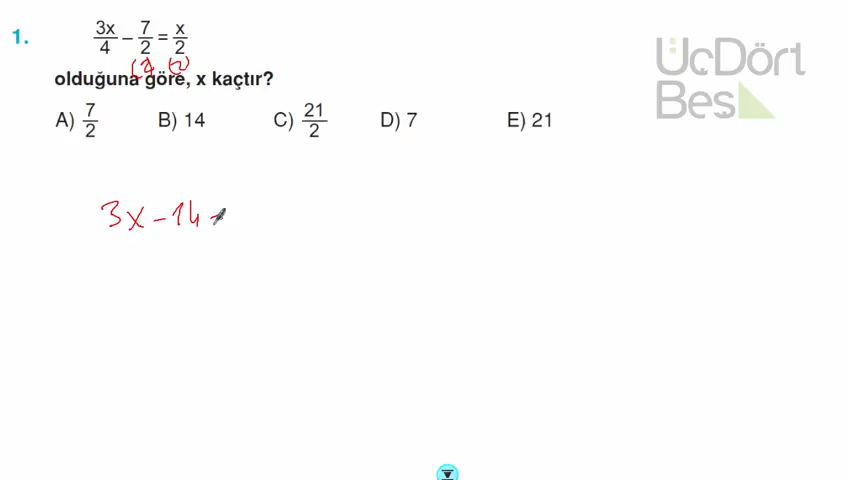 1. 3x/4 – 7/2 = x/2
(2) (2)
olduğuna göre, x kaçtır?
A) 7/2 B) 14 C) 21/2 D) 7 E) 21
ÜçDört
Beş
3x - 14